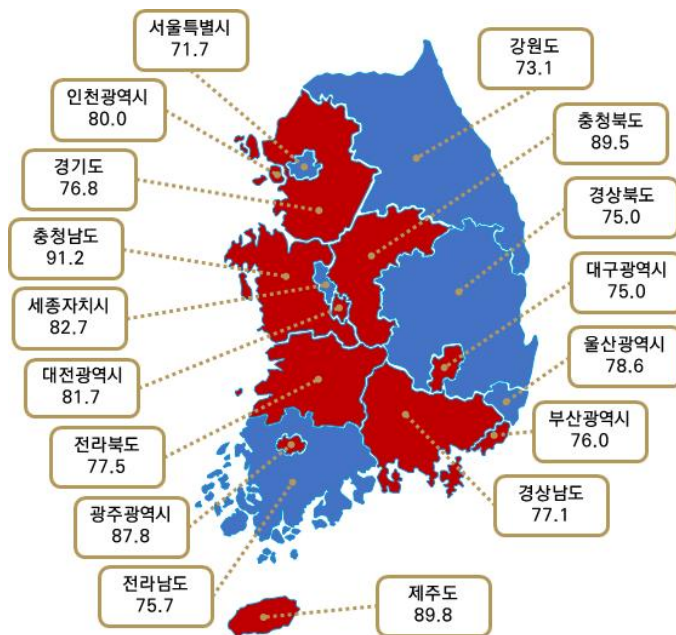 서울특별시
71.7
강원도
73.1
인천광역시
80.0
충청북도
89.5
경기도
76.8
경상북도
75.0
충청남도
91.2
대구광역시
75.0
세종자치시
82.7
울산광역시
78.6
대전광역시
81.7
부산광역시
76.0
전라북도
77.5
경상남도
77.1
광주광역시
87.8
전라남도
75.7
제주도
89.8